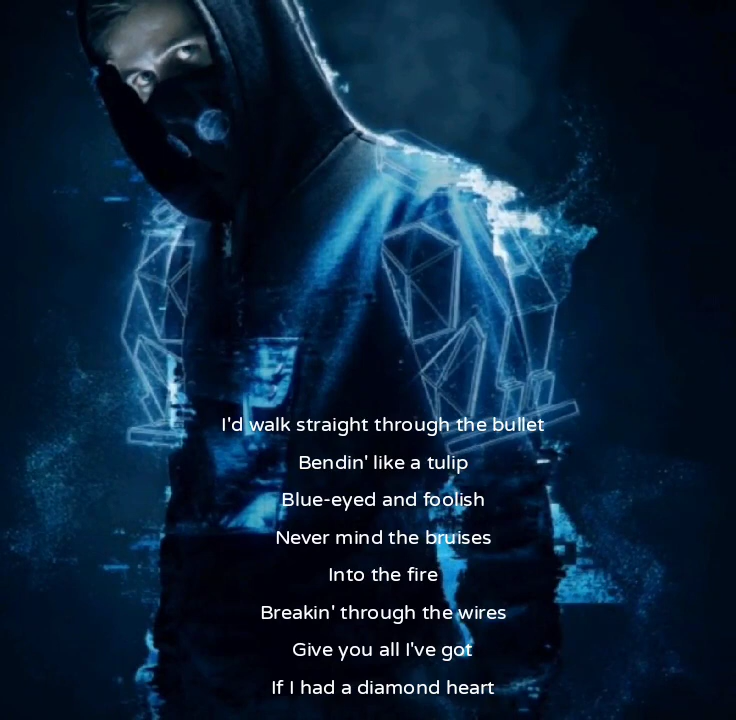 I'd walk straight through the bullet
Bendin' like a tulip
Blue-eyed and foolish
Never mind the bruises
Into the fire
Breakin' through the wires
Give you all I've got
If I had a diamond heart